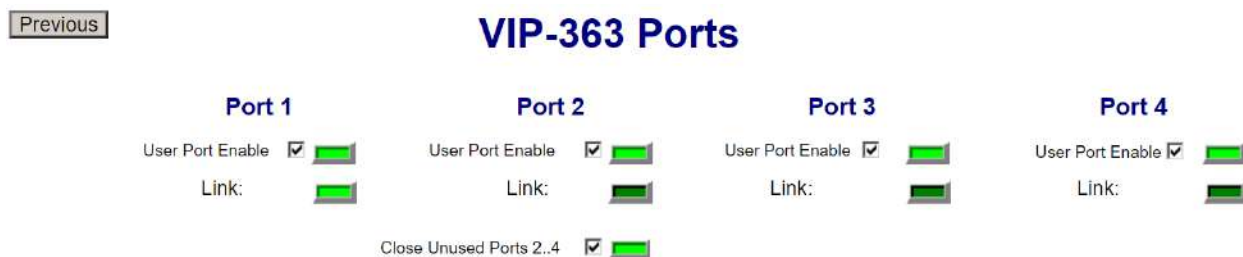 Previous
VIP-363 Ports
Port 1 Port 2 Port 3 Port 4
User Port Enable User Port Enable User Port Enable User Port Enable
Link: Link: Link: Link:
Close Unused Ports 2..4